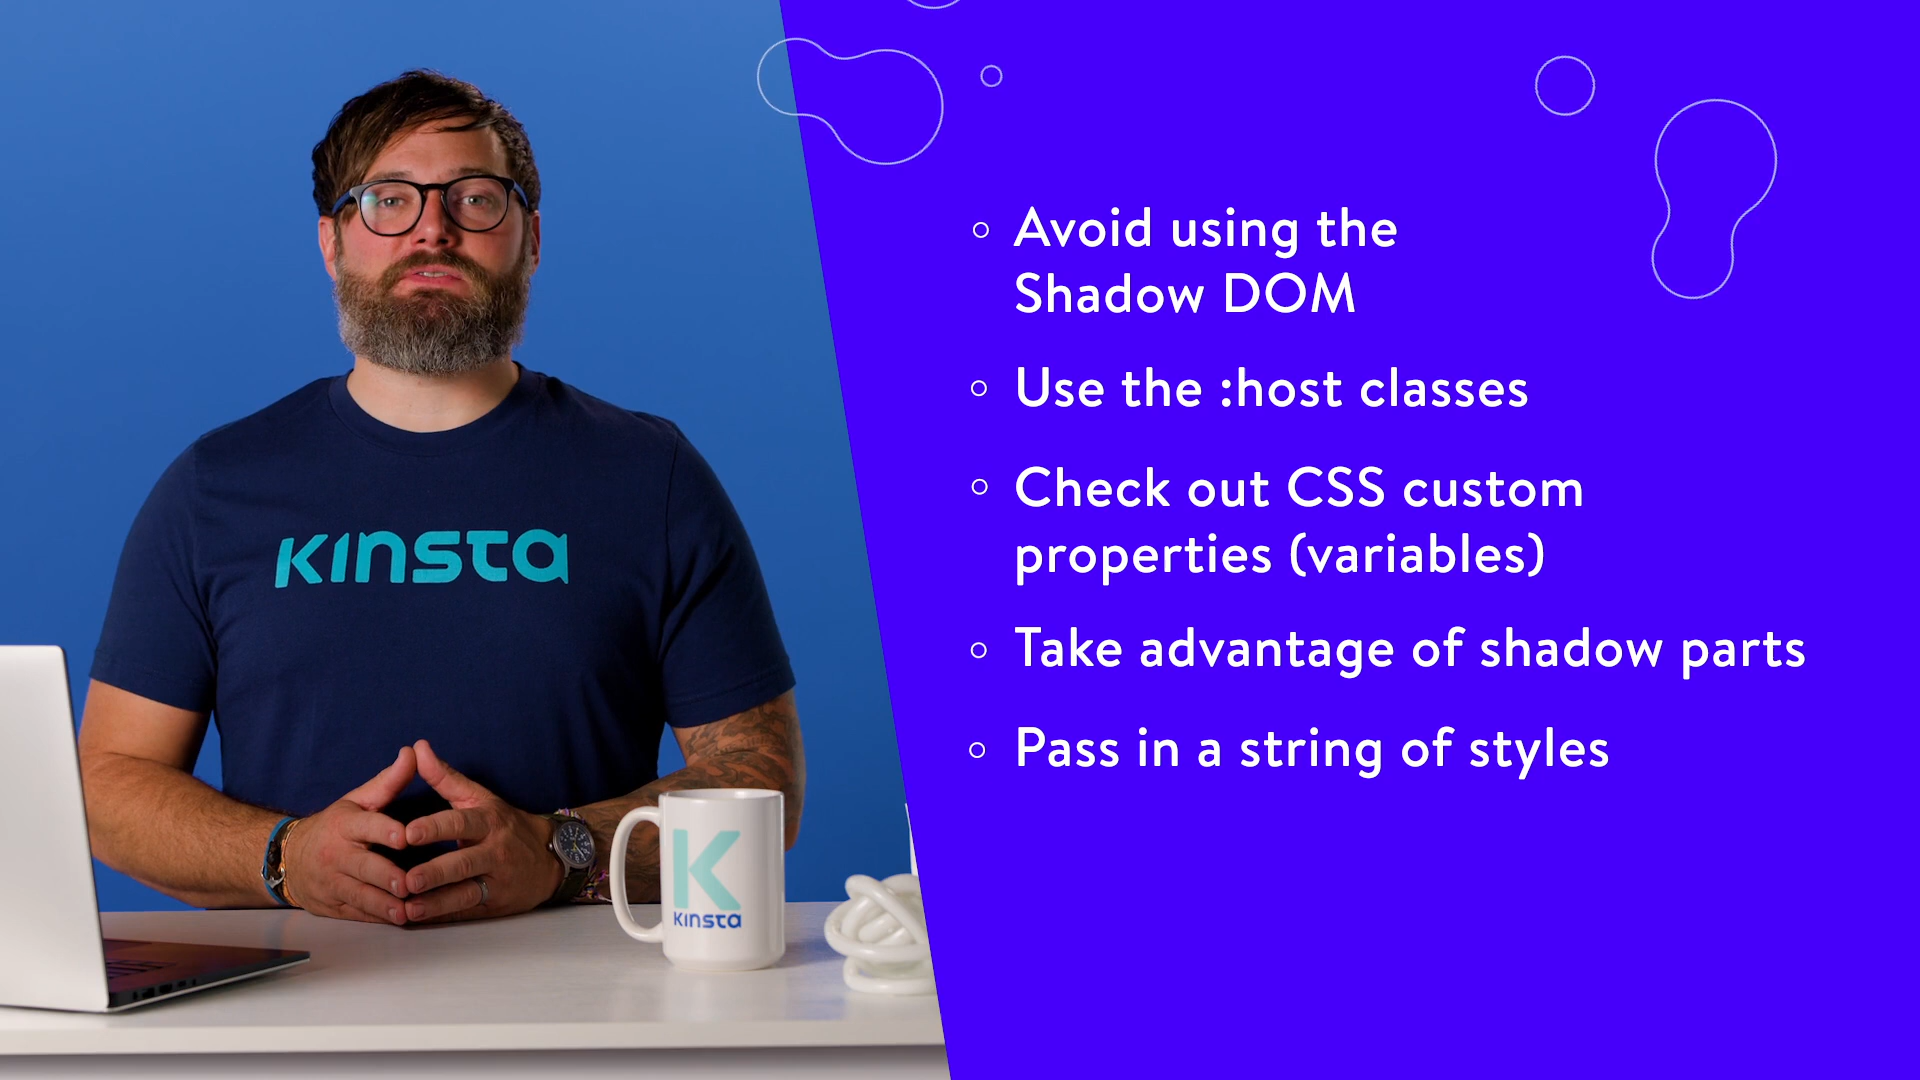 KINSTA
K
KINSTA
Avoid using the
Shadow DOM
Use the :host classes
Check out CSS custom
properties (variables)
Take advantage of shadow parts
Pass in a string of styles